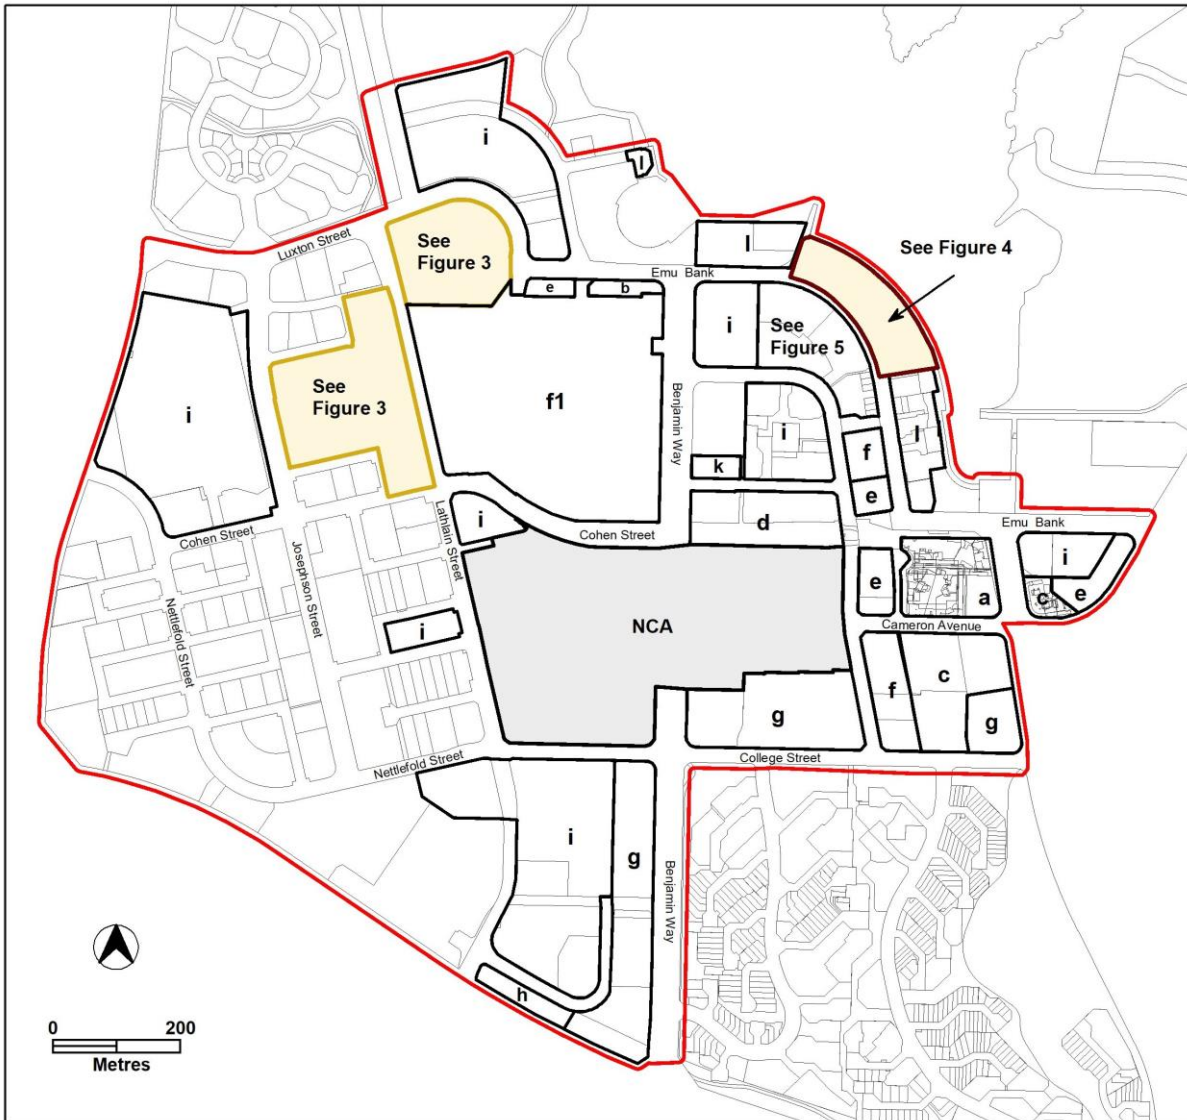 i
l
See
Figure 3
Luxton Street
See Figure 4
l
Emu Bank
e
b
i
See
Figure 5
i
See
Figure 3
f1
Benjamin Way
i
l
f
k
e
Lathlain Street
i
d
Emu Bank
Cohen Street
Cohen Street
Josephson Street
i
e
a
c
e
Nettlefold Street
i
NCA
Cameron Avenue
f
c
g
g
Nettlefold Street
College Street
i
g
Benjamin Way
h
0 200
Metres